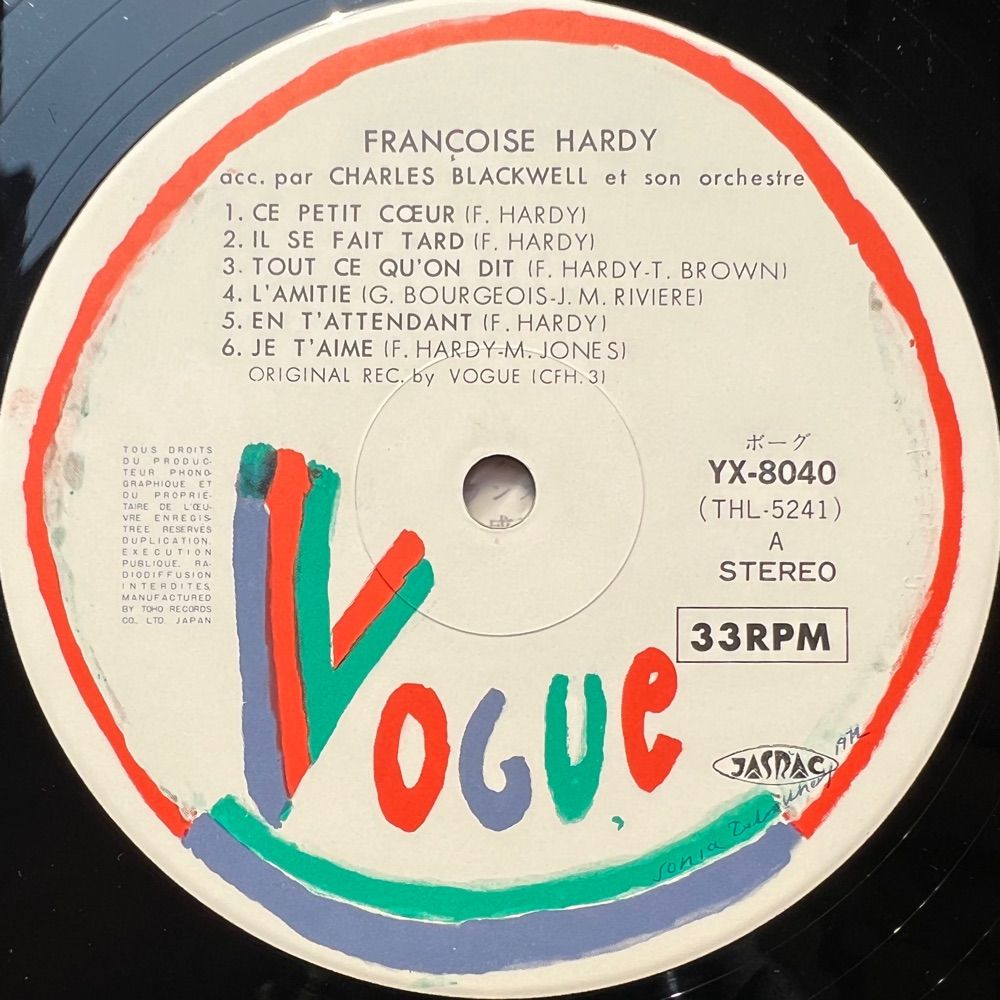 FRANÇOISE HARDY
acc. par CHARLES BLACKWELL et son orchestre
1. CE PETIT CŒUR (F. HARDY)
2. IL SE FAIT TARD (F. HARDY)
3. TOUT CE QU'ON DIT (F. HARDY-T. BROWN)
4. L'AMITIE (G. BOURGEOIS-J. M. RIVIERE)
5. EN T'ATTENDANT (F. HARDY)
6. JE T'AIME (F. HARDY-M. JONES)
ORIGINAL REC. by VOGUE (CFH. 3)
TOUS DROITS
DU PRODUC-
TEUR PHONO-
GRAPHIQUE ET
DU PROPRIE-
TAIRE DE L'ŒU-
VRE ENREGIS-
TREE RESERVES
DUPLICATION,
EXECUTION
PUBLIQUE, RA-
DIODIFFUSION
INTERDITES.
MANUFACTURED
BY TOHO RECORDS
CO., LTD. JAPAN
ボーグ
YX-8040
(THL-5241)
A
STEREO
33RPM
VOGUE
JASRAC
sonia Delaunay 1972